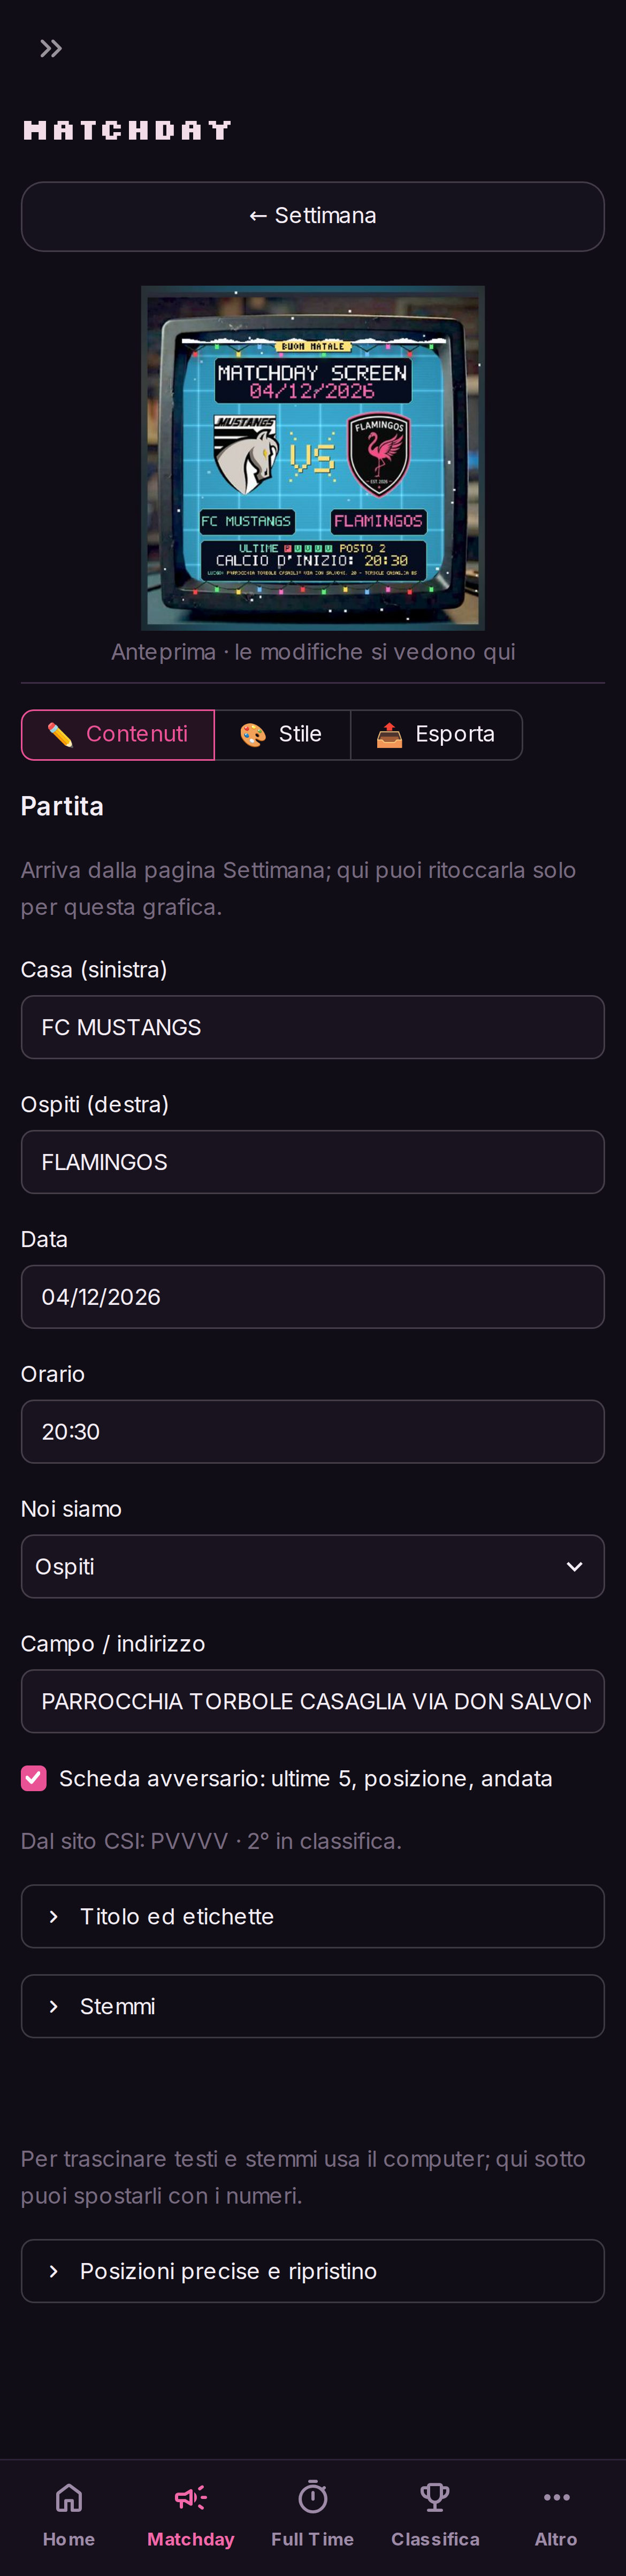 MATCHDAY
← Settimana
BUON NATALE
MATCHDAY SCREEN
04/12/2026
MUSTANGS
FLAMINGOS
VS
FC MUSTANGS
FLAMINGOS
ULTIME P V V V V POSTO 2
CALCIO D'INIZIO: 20:30
Anteprima · le modifiche si vedono qui
✏️ Contenuti
🎨 Stile
📤 Esporta
Partita
Arriva dalla pagina Settimana; qui puoi ritoccarla solo
per questa grafica.
Casa (sinistra)
FC MUSTANGS
Ospiti (destra)
FLAMINGOS
Data
04/12/2026
Orario
20:30
Noi siamo
Ospiti
Campo / indirizzo
PARROCCHIA TORBOLE CASAGLIA VIA DON SALVON
Scheda avversario: ultime 5, posizione, andata
Dal sito CSI: PVVVV · 2° in classifica.
Titolo ed etichette
Stemmi
Per trascinare testi e stemmi usa il computer; qui sotto
puoi spostarli con i numeri.
Posizioni precise e ripristino
Home
Matchday
Full Time
Classifica
Altro